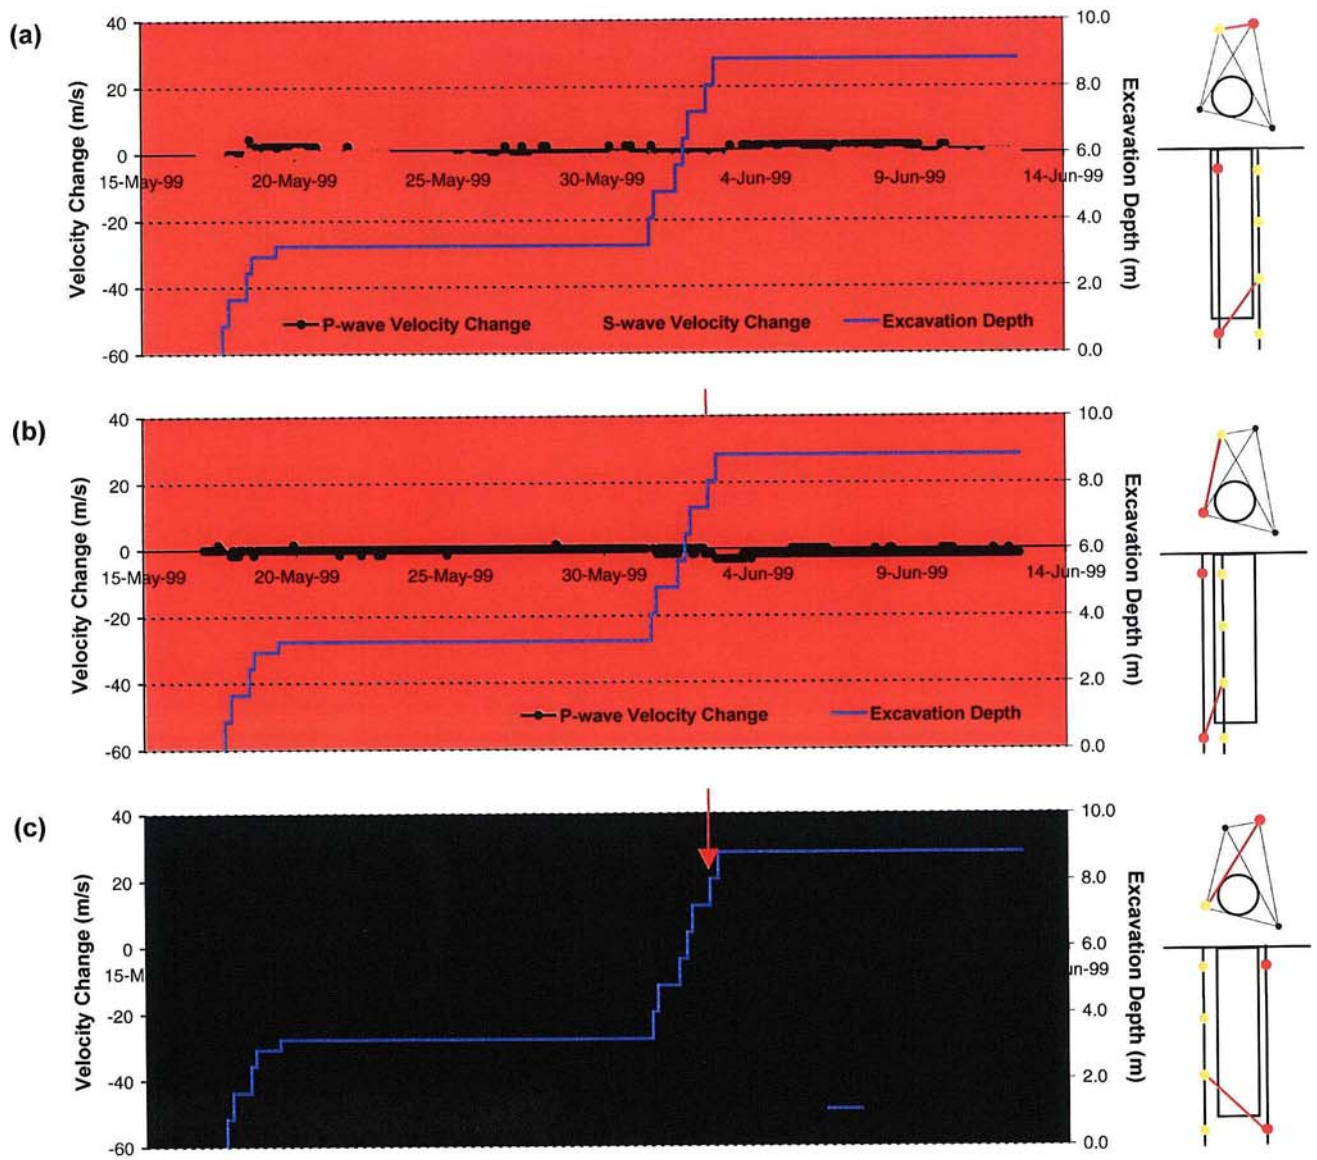 (a)
40
20
0
-20
-40
-60
Velocity Change (m/s)
10.0
8.0
6.0
4.0
2.0
0.0
Excavation Depth (m)
15-May-99 20-May-99 25-May-99 30-May-99 4-Jun-99 9-Jun-99 14-Jun-99
P-wave Velocity Change S-wave Velocity Change Excavation Depth
(b)
40
20
0
-20
-40
-60
Velocity Change (m/s)
10.0
8.0
6.0
4.0
2.0
0.0
Excavation Depth (m)
15-May-99 20-May-99 25-May-99 30-May-99 4-Jun-99 9-Jun-99 14-Jun-99
P-wave Velocity Change Excavation Depth
(c)
40
20
0
-20
-40
-60
Velocity Change (m/s)
10.0
8.0
6.0
4.0
2.0
0.0
Excavation Depth (m)
15-M un-99